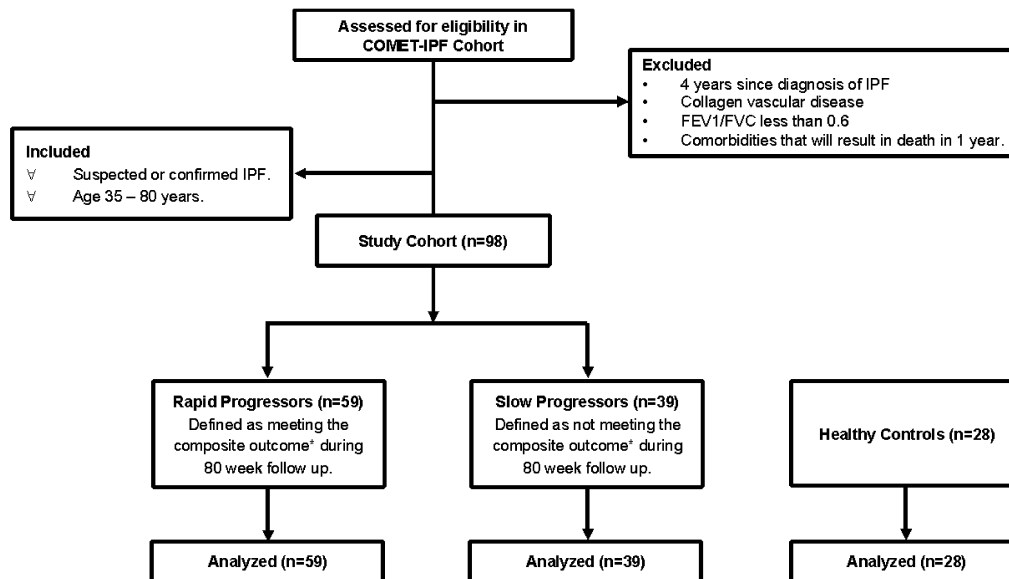 Assessed for eligibility in
COMET-IPF Cohort
Excluded
• 4 years since diagnosis of IPF
• Collagen vascular disease
• FEV1/FVC less than 0.6
• Comorbidities that will result in death in 1 year.
Included
∀ Suspected or confirmed IPF.
∀ Age 35 – 80 years.
Study Cohort (n=98)
Rapid Progressors (n=59)
Defined as meeting the
composite outcome* during
80 week follow up.
Slow Progressors (n=39)
Defined as not meeting the
composite outcome* during
80 week follow up.
Healthy Controls (n=28)
Analyzed (n=59)
Analyzed (n=39)
Analyzed (n=28)